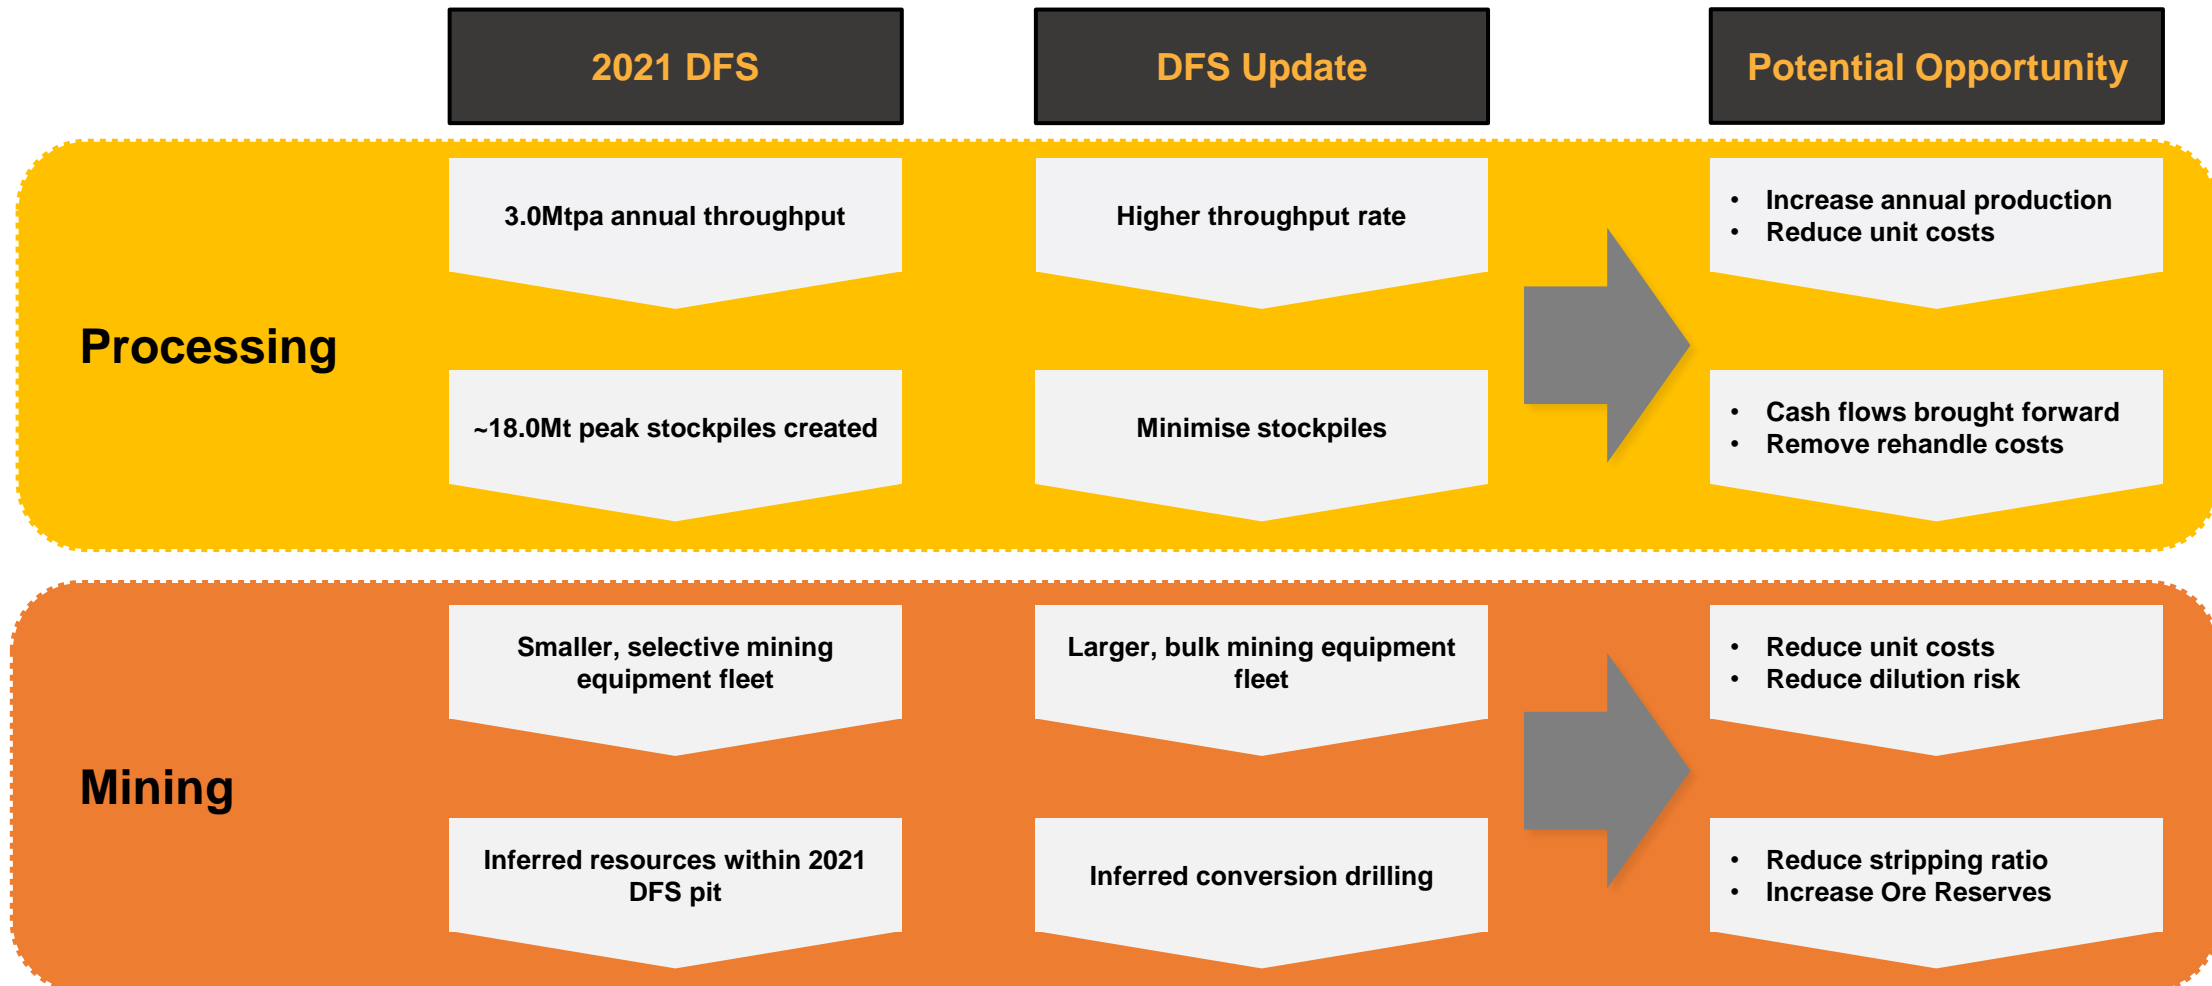 2021 DFS
DFS Update
Potential Opportunity
Processing
3.0Mtpa annual throughput
Higher throughput rate
• Increase annual production
• Reduce unit costs
~18.0Mt peak stockpiles created
Minimise stockpiles
• Cash flows brought forward
• Remove rehandle costs
Mining
Smaller, selective mining
equipment fleet
Larger, bulk mining equipment
fleet
• Reduce unit costs
• Reduce dilution risk
Inferred resources within 2021
DFS pit
Inferred conversion drilling
• Reduce stripping ratio
• Increase Ore Reserves